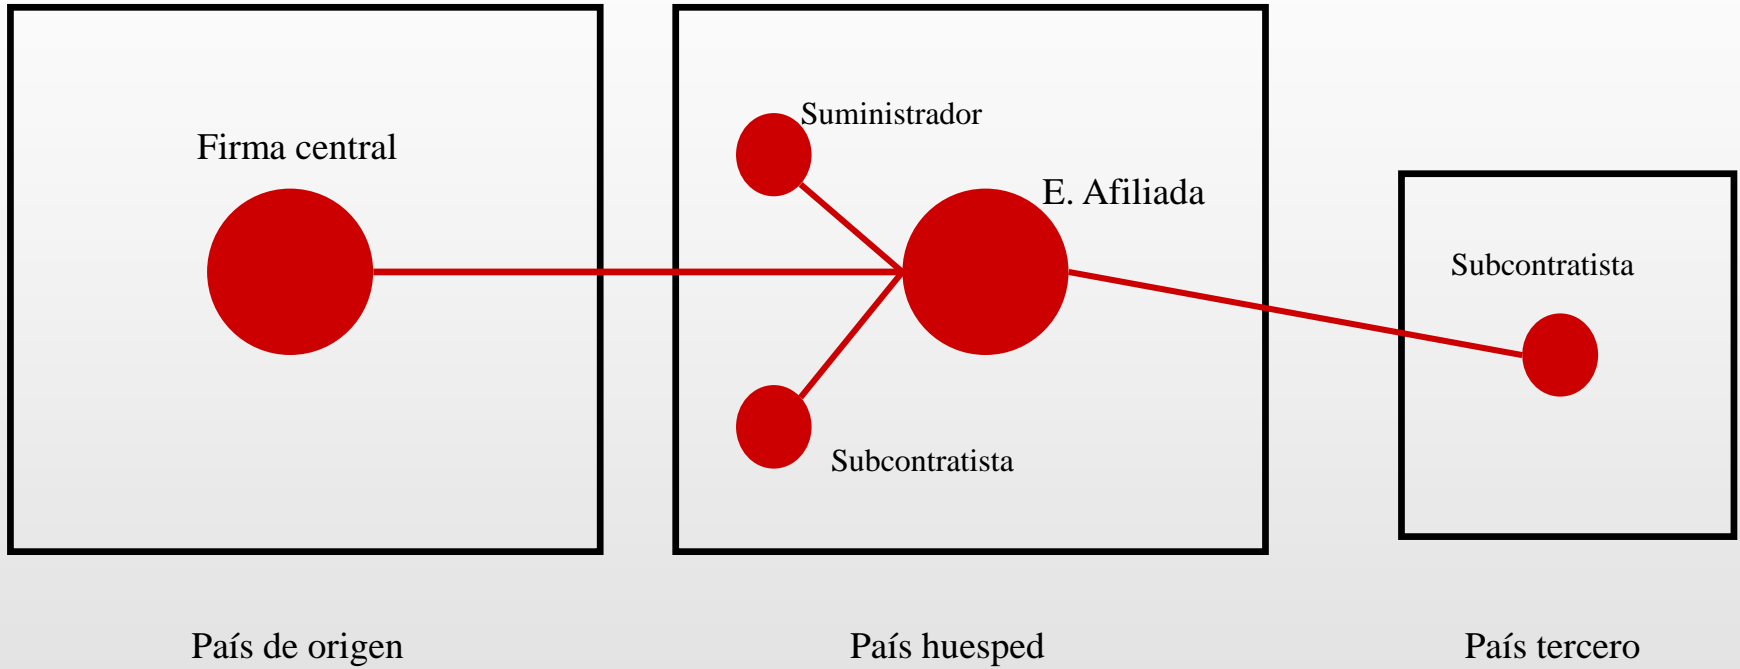 Firma central
Suministrador
E. Afiliada
Subcontratista
Subcontratista
País de origen
País huesped
País tercero